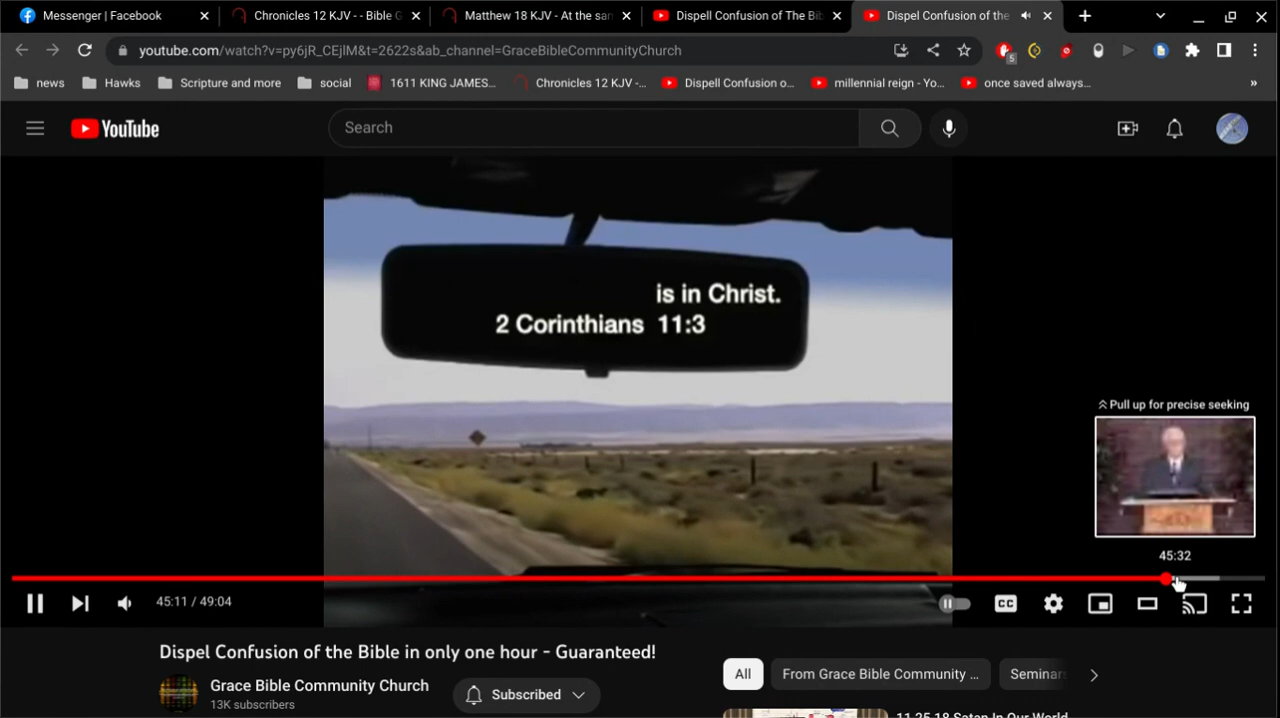 Messenger | Facebook
Chronicles 12 KJV - - Bible G
Matthew 18 KJV - At the san
Dispell Confusion of The Bib
Dispel Confusion of the
youtube.com/watch?v=py6jR_CEjlM&t=2622s&ab_channel=GraceBibleCommunityChurch
5
news
Hawks
Scripture and more
social
1611 KING JAMES...
Chronicles 12 KJV -...
Dispell Confusion o...
millennial reign - Yo...
once saved always...
»
YouTube
Search
is in Christ.
2 Corinthians 11:3
Pull up for precise seeking
45:32
45:11 / 49:04
CC
Dispel Confusion of the Bible in only one hour - Guaranteed!
All
From Grace Bible Community ...
Seminars
Grace Bible Community Church
13K subscribers
Subscribed
11.25.18 Satan In Our World